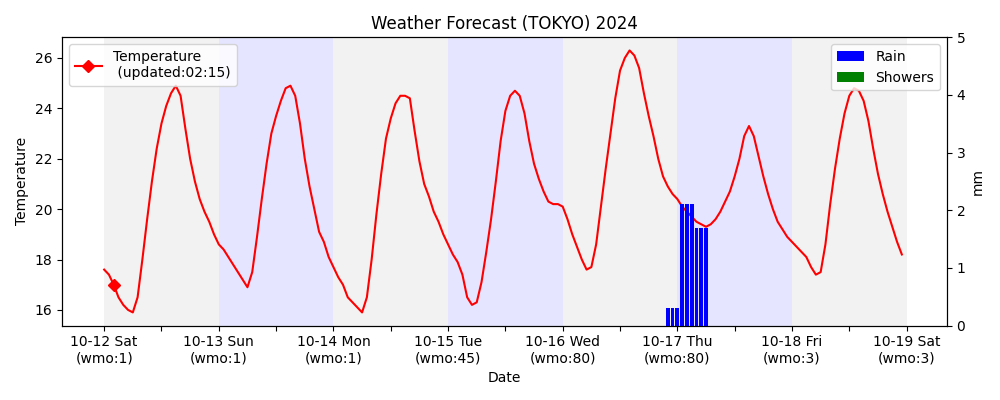 Weather Forecast (TOKYO) 2024
Temperature
(updated:02:15)
Rain
Showers
26
24
22
20
18
16
Temperature
5
4
3
2
1
0
mm
10-12 Sat
(wmo:1)
10-13 Sun
(wmo:1)
10-14 Mon
(wmo:1)
10-15 Tue
(wmo:45)
10-16 Wed
(wmo:80)
10-17 Thu
(wmo:80)
10-18 Fri
(wmo:3)
10-19 Sat
(wmo:3)
Date